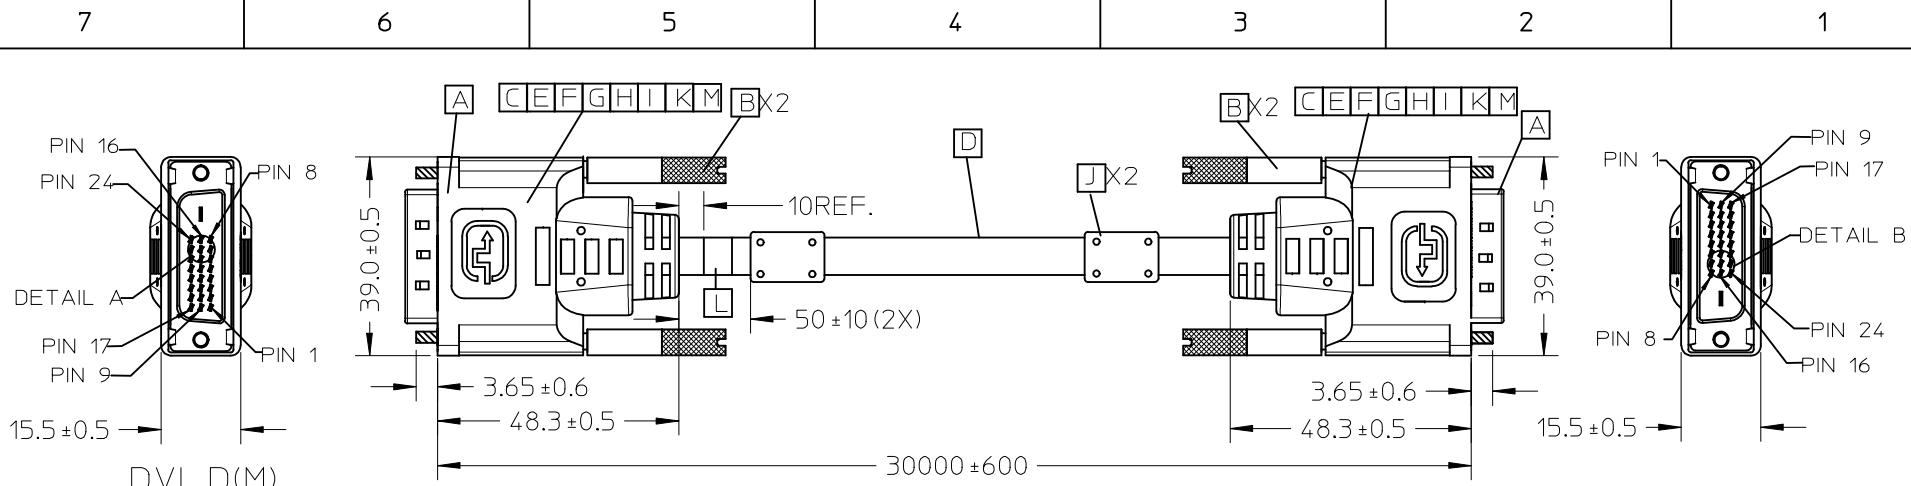 7 6 5 4 3 2 1
A C E F G H I K M B X2 B X2 C E F G H I K M A
PIN 16 D PIN 9
PIN 24 PIN 8 J X2 PIN 1 PIN 17
39.0±0.5 10REF. 39.0±0.5
DETAIL A L DETAIL B
50±10(2X)
PIN 17 PIN 1 PIN 8 PIN 24
PIN 9 PIN 16
3.65±0.6 3.65±0.6
15.5±0.5 48.3±0.5 48.3±0.5 15.5±0.5
30000±600
DVI D(M)